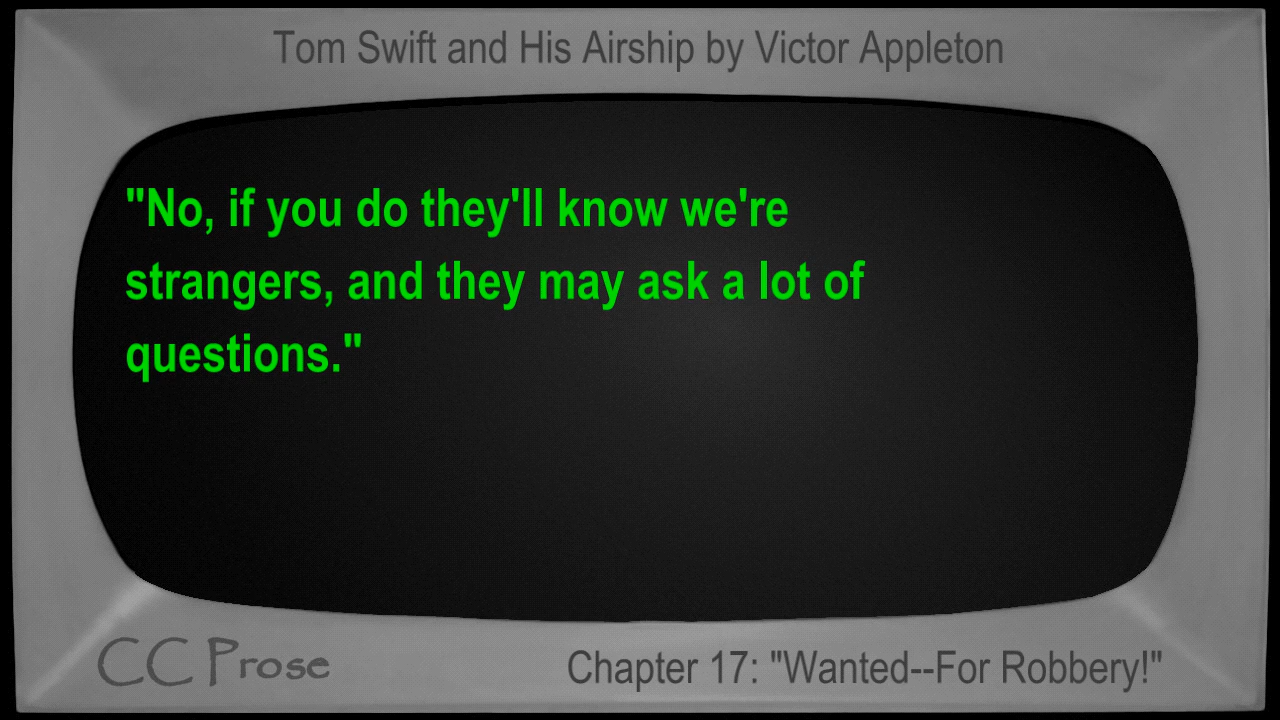 Tom Swift and His Airship by Victor Appleton
"No, if you do they'll know we're
strangers, and they may ask a lot of
questions."
CC Prose
Chapter 17: "Wanted--For Robbery!"